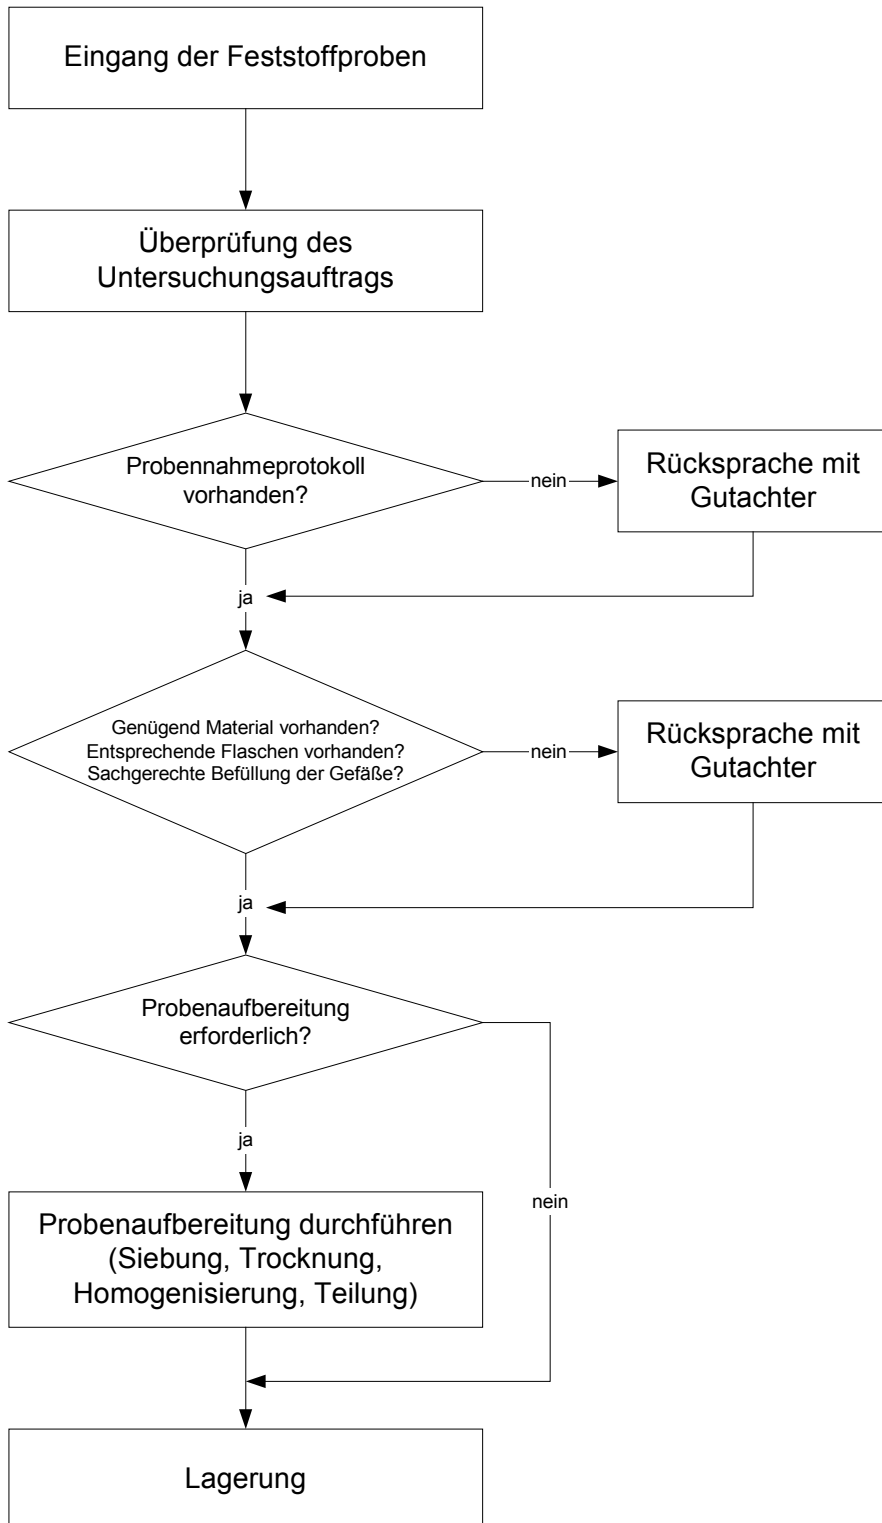 Eingang der Feststoffproben
Überprüfung des
Untersuchungsauftrags
Probennahmeprotokoll
vorhanden?
nein
Rücksprache mit
Gutachter
ja
Genügend Material vorhanden?
Entsprechende Flaschen vorhanden?
Sachgerechte Befüllung der Gefäße?
nein
Rücksprache mit
Gutachter
ja
Probenaufbereitung
erforderlich?
ja
nein
Probenaufbereitung durchführen
(Siebung, Trocknung,
Homogenisierung, Teilung)
Lagerung